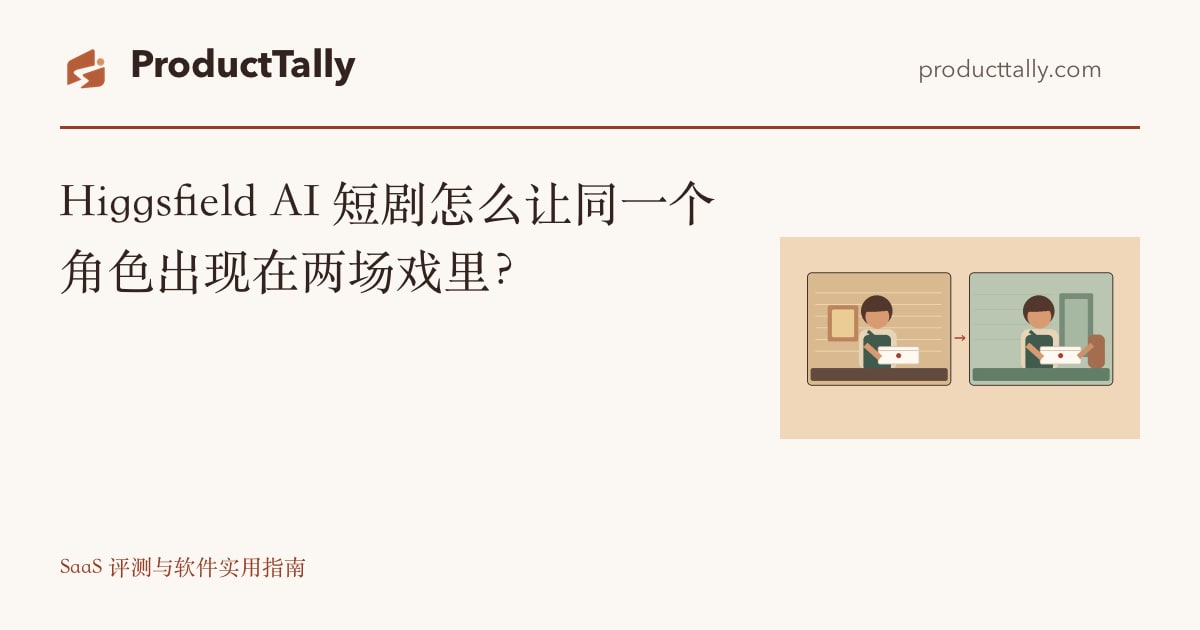 ProductTally
producttally.com
Higgsfield AI 短剧怎么让同一个
角色出现在两场戏里?
→
SaaS 评测与软件实用指南